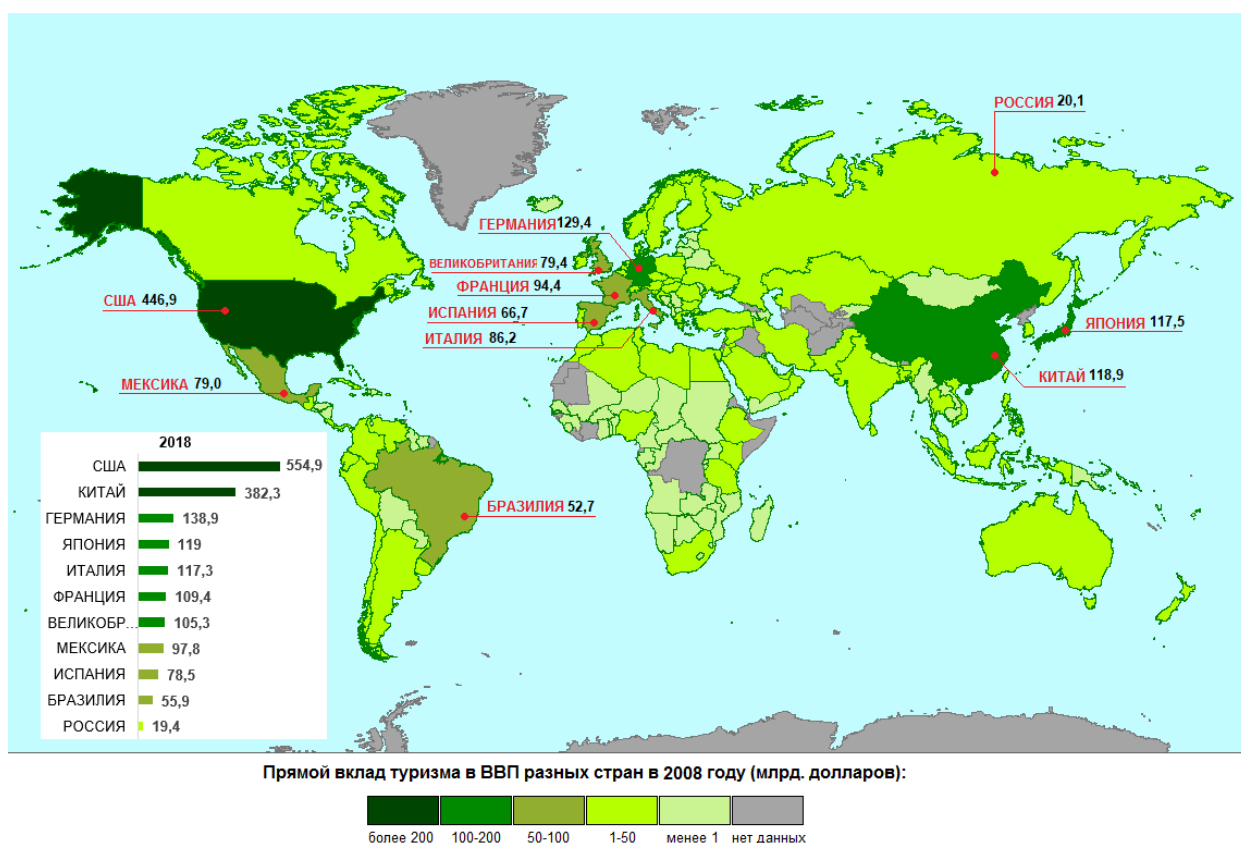 РОССИЯ 20,1
ГЕРМАНИЯ 129,4
ВЕЛИКОБРИТАНИЯ 79,4
ФРАНЦИЯ 94,4
США 446,9
ИСПАНИЯ 66,7
ЯПОНИЯ 117,5
ИТАЛИЯ 86,2
КИТАЙ 118,9
МЕКСИКА 79,0
БРАЗИЛИЯ 52,7
2018
США 554,9
КИТАЙ 382,3
ГЕРМАНИЯ 138,9
ЯПОНИЯ 119
ИТАЛИЯ 117,3
ФРАНЦИЯ 109,4
ВЕЛИКОБР... 105,3
МЕКСИКА 97,8
ИСПАНИЯ 78,5
БРАЗИЛИЯ 55,9
РОССИЯ 19,4
Прямой вклад туризма в ВВП разных стран в 2008 году (млрд. долларов):
более 200 100-200 50-100 1-50 менее 1 нет данных